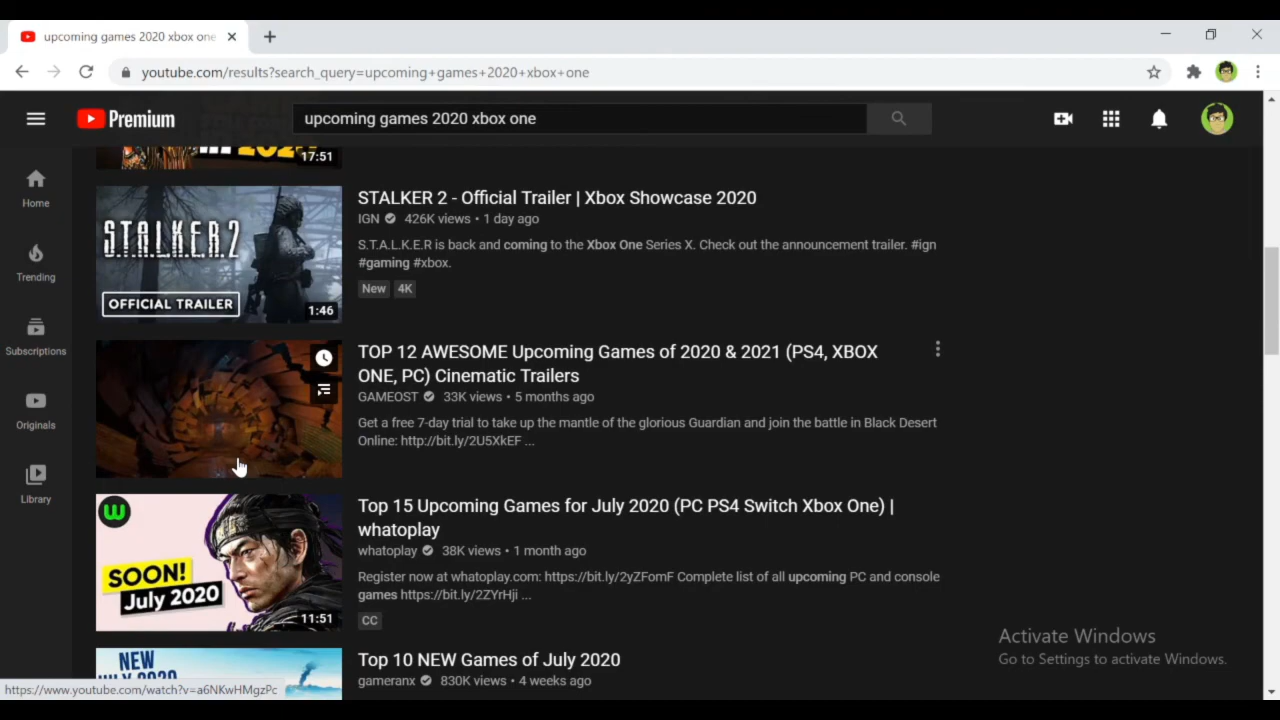 upcoming games 2020 xbox one
youtube.com/results?search_query=upcoming+games+2020+xbox+one
Premium
upcoming games 2020 xbox one
17:51
Home
STALKER 2 - Official Trailer | Xbox Showcase 2020
IGN 426K views • 1 day ago
S.T.A.L.K.E.R is back and coming to the Xbox One Series X. Check out the announcement trailer. #ign
#gaming #xbox.
New 4K
S.T.A.L.K.E.R 2
OFFICIAL TRAILER
1:46
Trending
Subscriptions
TOP 12 AWESOME Upcoming Games of 2020 & 2021 (PS4, XBOX
ONE, PC) Cinematic Trailers
GAMEOST 33K views • 5 months ago
Get a free 7-day trial to take up the mantle of the glorious Guardian and join the battle in Black Desert
Online: http://bit.ly/2U5XkEF ...
Originals
Library
Top 15 Upcoming Games for July 2020 (PC PS4 Switch Xbox One) |
whatoplay
whatoplay 38K views • 1 month ago
Register now at whatoplay.com: https://bit.ly/2yZFomF Complete list of all upcoming PC and console
games https://bit.ly/2ZYrHji ...
CC
SOON!
July 2020
11:51
Activate Windows
Go to Settings to activate Windows.
NEW
Top 10 NEW Games of July 2020
gameranx 830K views • 4 weeks ago
https://www.youtube.com/watch?v=a6NKwHMgzPc